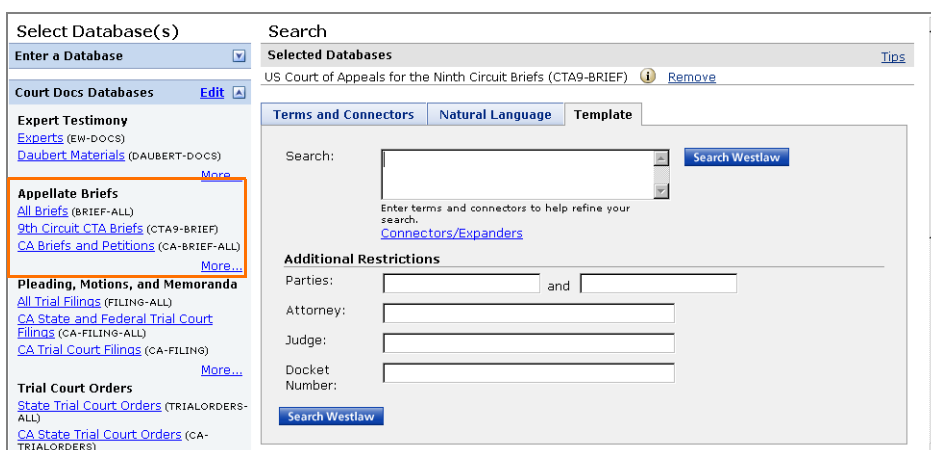 Select Database(s)
Enter a Database
Court Docs Databases Edit
Expert Testimony
Experts (EW-DOCS)
Daubert Materials (DAUBERT-DOCS)
More...
Appellate Briefs
All Briefs (BRIEF-ALL)
9th Circuit CTA Briefs (CTA9-BRIEF)
CA Briefs and Petitions (CA-BRIEF-ALL)
More...
Pleading, Motions, and Memoranda
All Trial Filings (FILING-ALL)
CA State and Federal Trial Court
Filings (CA-FILING-ALL)
CA Trial Court Filings (CA-FILING)
More...
Trial Court Orders
State Trial Court Orders (TRIALORDERS-
ALL)
CA State Trial Court Orders (CA-
TRIALORDERS)
Search
Selected Databases Tips
US Court of Appeals for the Ninth Circuit Briefs (CTA9-BRIEF) i Remove
Terms and Connectors Natural Language Template
Search: Search Westlaw
Enter terms and connectors to help refine your
search.
Connectors/Expanders
Additional Restrictions
Parties: and
Attorney:
Judge:
Docket
Number:
Search Westlaw